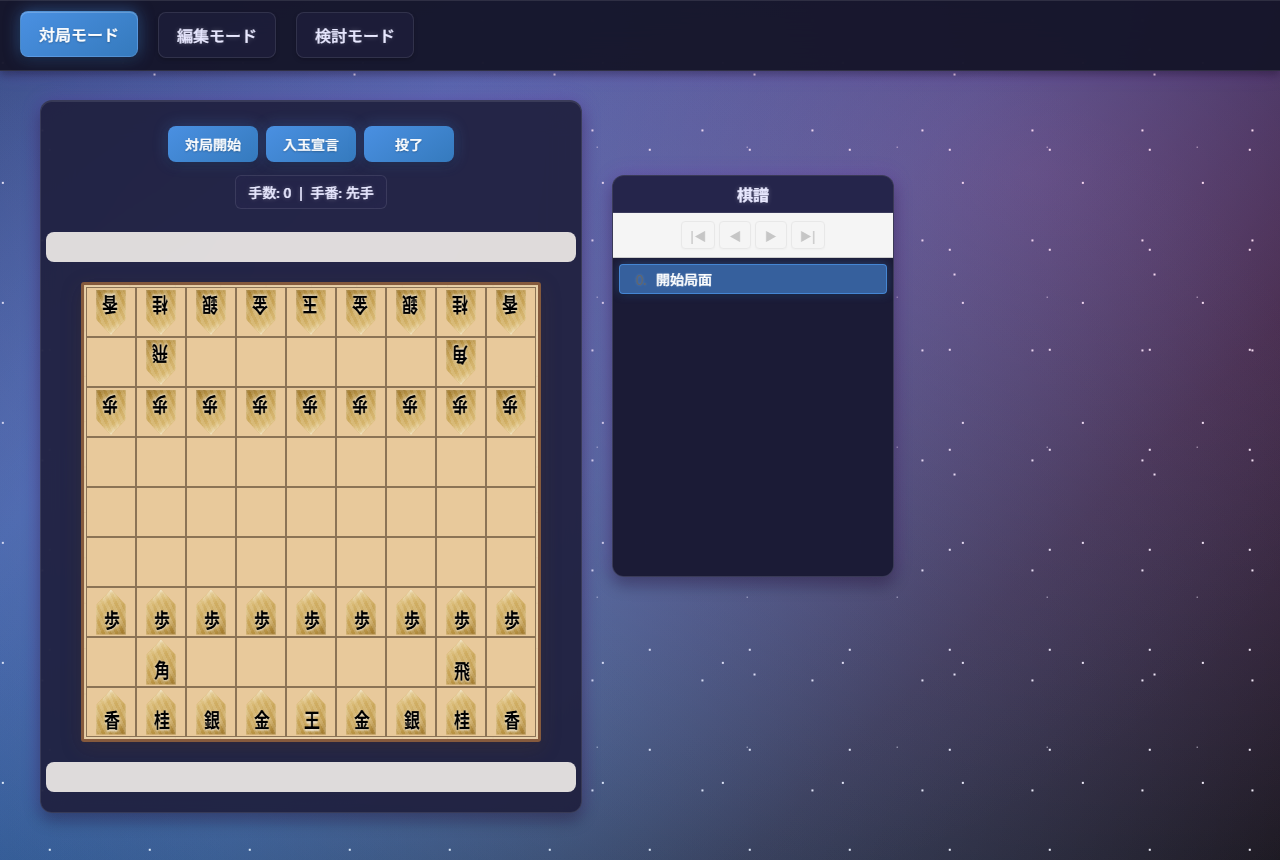 対局モード 編集モード 検討モード
対局開始 入玉宣言 投了
手数: 0 | 手番: 先手
棋譜
|◀ ◀ ▶ ▶|
0. 開始局面
香 桂 銀 金 王 金 銀 桂 香
飛 角
歩 歩 歩 歩 歩 歩 歩 歩 歩
歩 歩 歩 歩 歩 歩 歩 歩 歩
角 飛
香 桂 銀 金 王 金 銀 桂 香